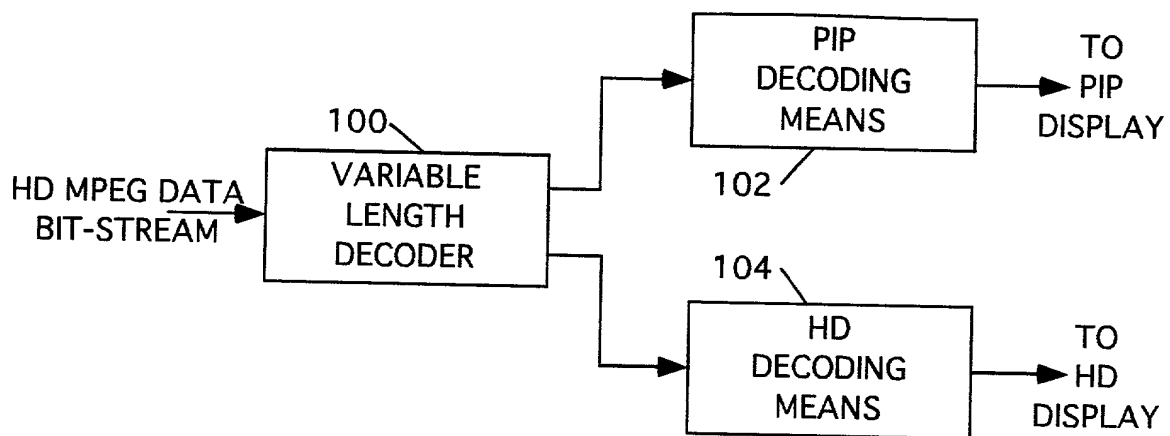 HD MPEG DATA
BIT-STREAM
100
VARIABLE
LENGTH
DECODER
PIP
DECODING
MEANS
102
TO
PIP
DISPLAY
104
HD
DECODING
MEANS
TO
HD
DISPLAY